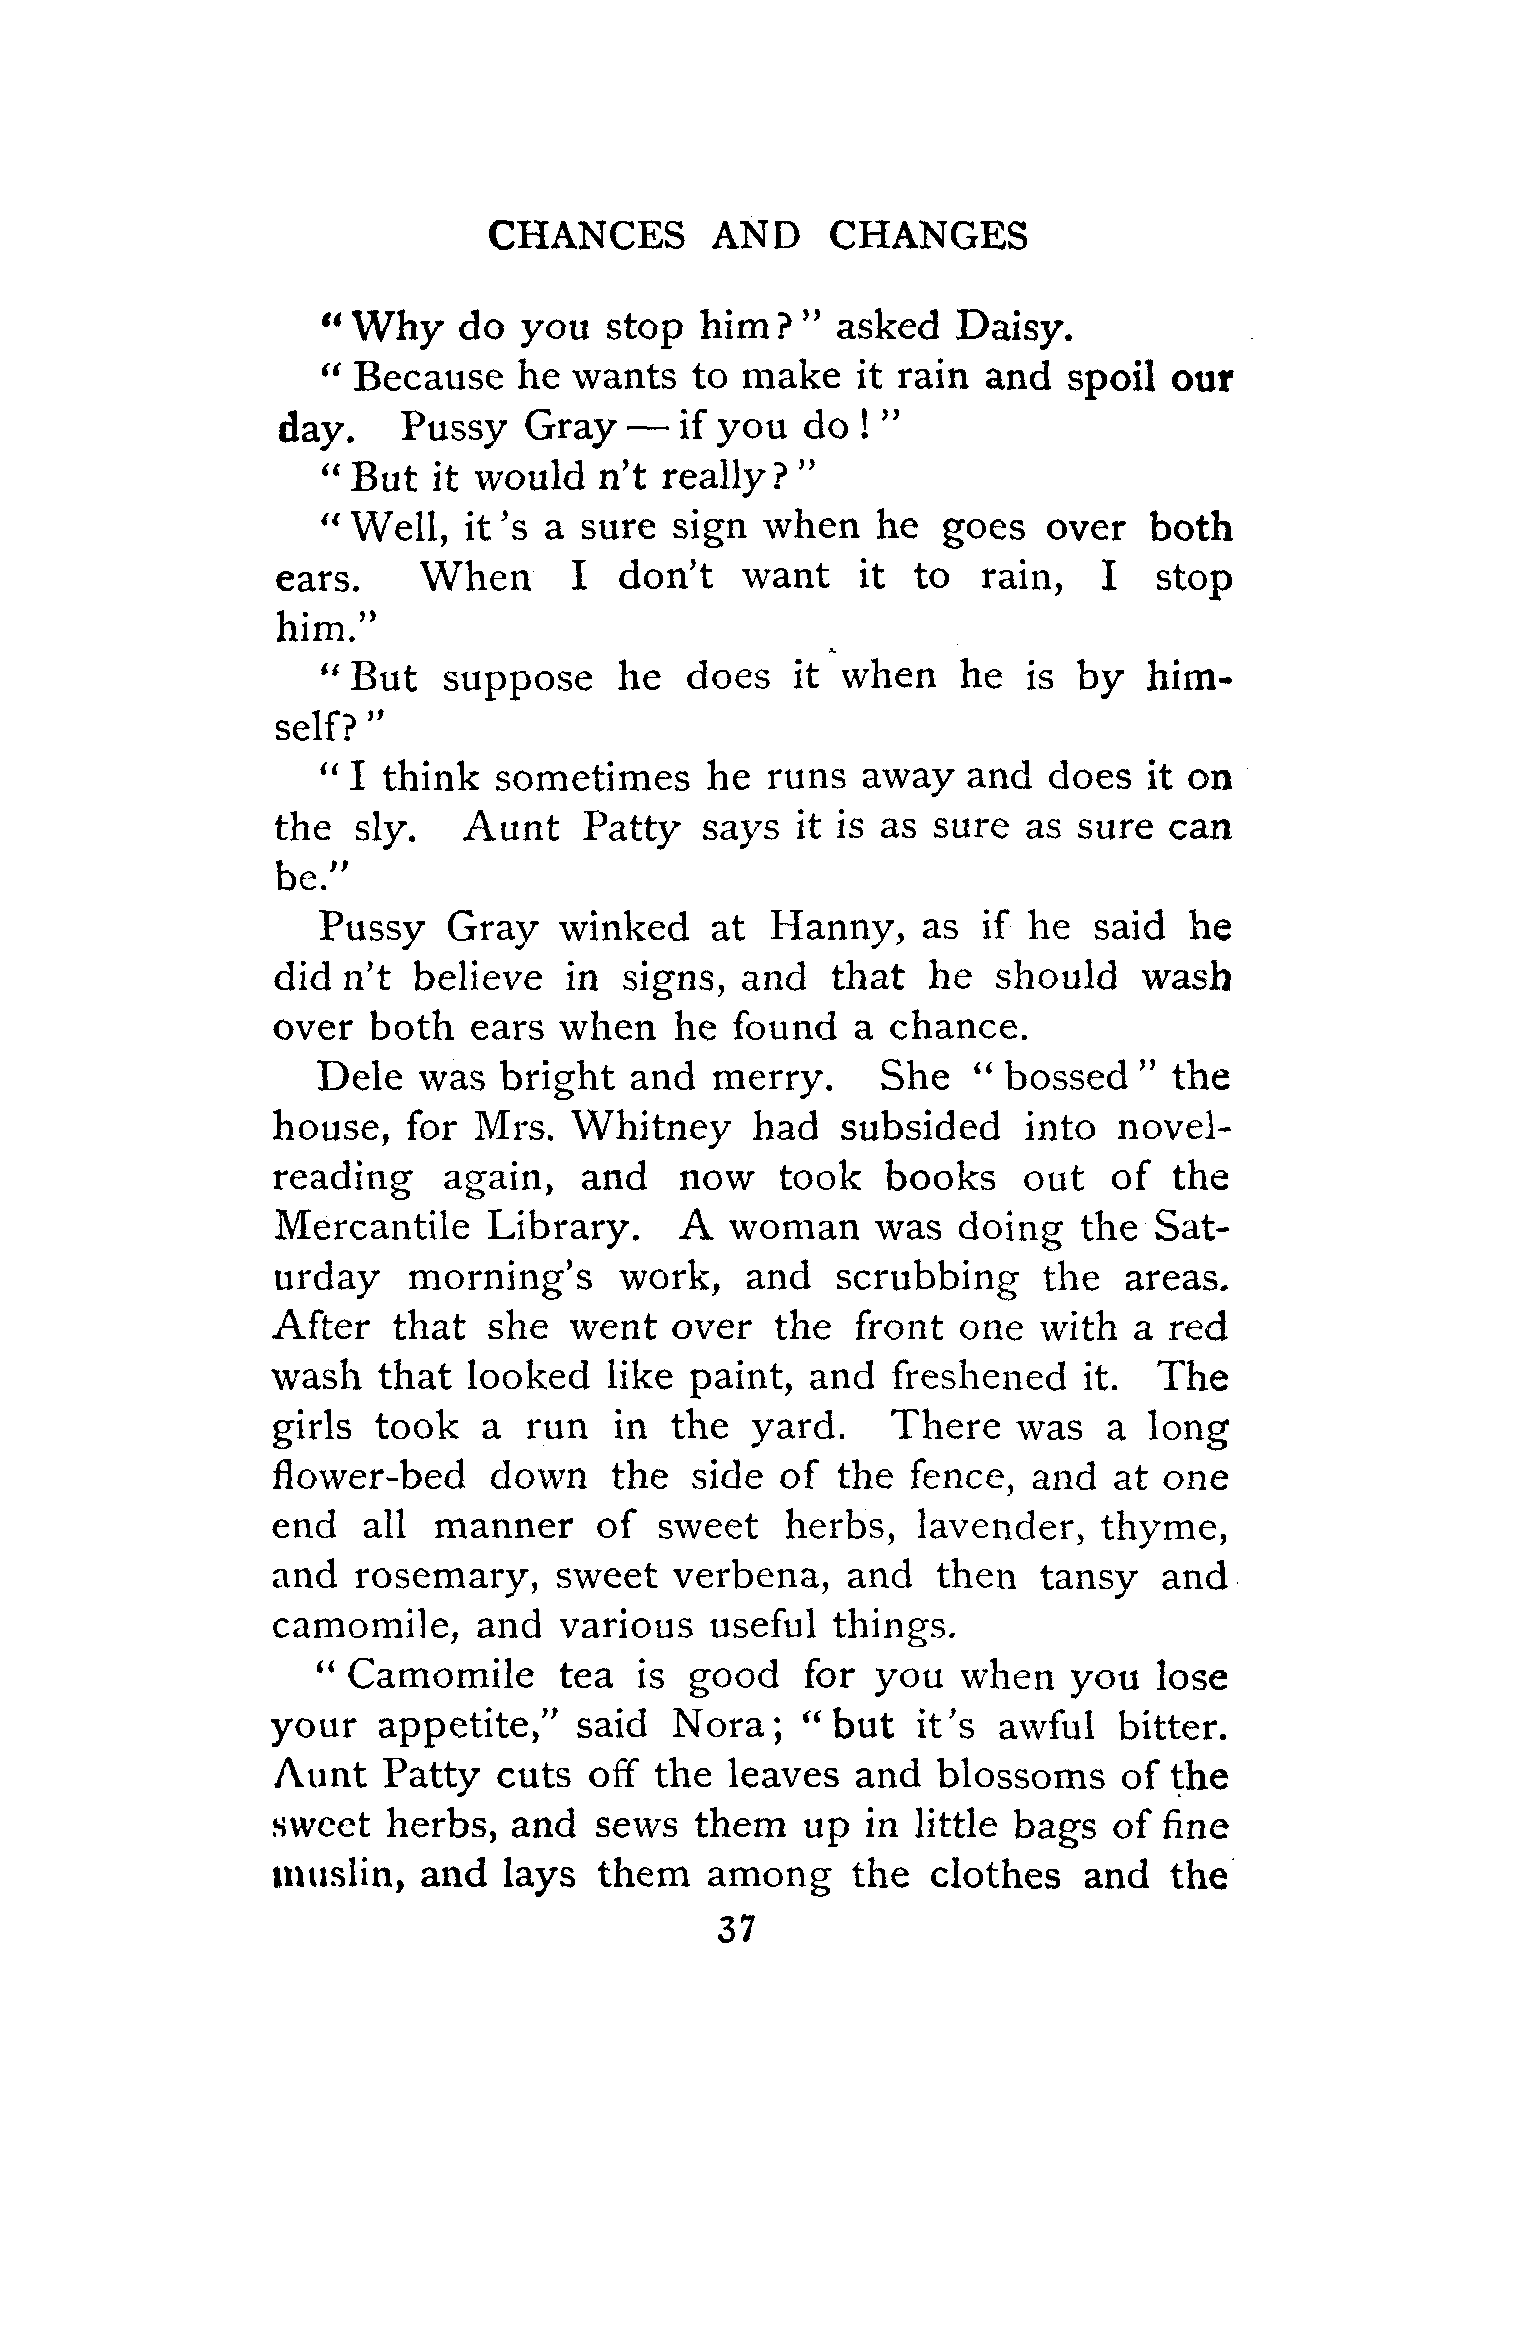 CHANCES AND CHANGES
"Why do you stop him?" asked Daisy.
"Because he wants to make it rain and spoil our
day. Pussy Gray — if you do!"
"But it would n't really?"
"Well, it's a sure sign when he goes over both
ears. When I don't want it to rain, I stop
him."
"But suppose he does it when he is by him-
self?"
"I think sometimes he runs away and does it on
the sly. Aunt Patty says it is as sure as sure can
be."
Pussy Gray winked at Hanny, as if he said he
did n't believe in signs, and that he should wash
over both ears when he found a chance.
Dele was bright and merry. She "bossed" the
house, for Mrs. Whitney had subsided into novel-
reading again, and now took books out of the
Mercantile Library. A woman was doing the Sat-
urday morning's work, and scrubbing the areas.
After that she went over the front one with a red
wash that looked like paint, and freshened it. The
girls took a run in the yard. There was a long
flower-bed down the side of the fence, and at one
end all manner of sweet herbs, lavender, thyme,
and rosemary, sweet verbena, and then tansy and
camomile, and various useful things.
"Camomile tea is good for you when you lose
your appetite," said Nora; "but it's awful bitter.
Aunt Patty cuts off the leaves and blossoms of the
sweet herbs, and sews them up in little bags of fine
muslin, and lays them among the clothes and the
37